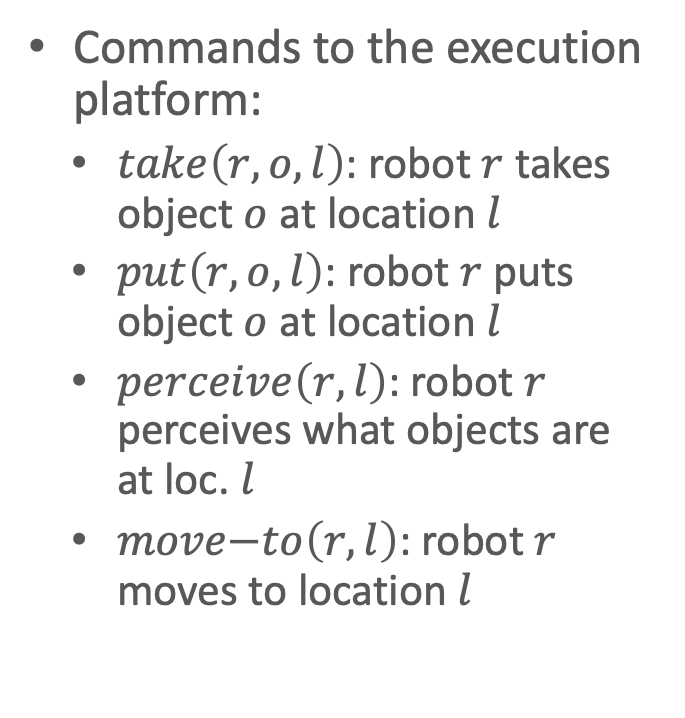 • Commands to the execution
platform:
• take(r, o, l): robot r takes
object o at location l
• put(r, o, l): robot r puts
object o at location l
• perceive(r, l): robot r
perceives what objects are
at loc. l
• move−to(r, l): robot r
moves to location l